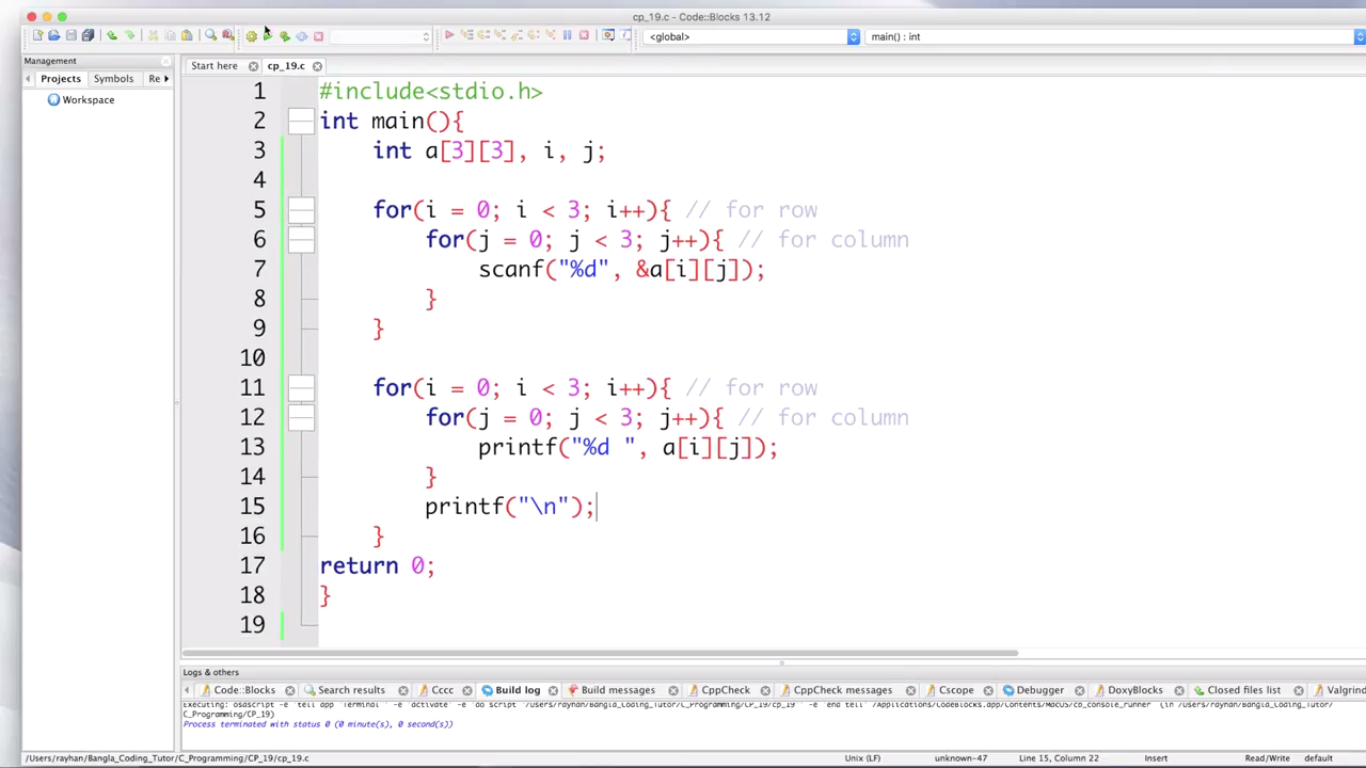 cp_19.c - Code::Blocks 13.12
<global>
main() : int
Management
Projects Symbols Re
Workspace
Start here cp_19.c
1 #include<stdio.h>
2 int main(){
3 int a[3][3], i, j;
4
5 for(i = 0; i < 3; i++){ // for row
6 for(j = 0; j < 3; j++){ // for column
7 scanf("%d", &a[i][j]);
8 }
9 }
10
11 for(i = 0; i < 3; i++){ // for row
12 for(j = 0; j < 3; j++){ // for column
13 printf("%d ", a[i][j]);
14 }
15 printf("\n");
16 }
17 return 0;
18 }
19
Logs & others
Code::Blocks Search results Cccc Build log Build messages CppCheck CppCheck messages Cscope Debugger DoxyBlocks Closed files list Valgrind
Executing: osascript -e 'tell app "Terminal"' -e 'activate' -e 'do script "/Users/rayhan/Bangla_Coding_Tutor/C_Programming/CP_19/cp_19"' -e 'end tell' /Applications/CodeBlocks.app/Contents/MacOS/cb_console_runner (in /Users/rayhan/Bangla_Coding_Tutor/
C_Programming/CP_19)
Process terminated with status 0 (0 minute(s), 0 second(s))
/Users/rayhan/Bangla_Coding_Tutor/C_Programming/CP_19/cp_19.c Unix (LF) unknown-47 Line 15, Column 22 Insert Read/Write default